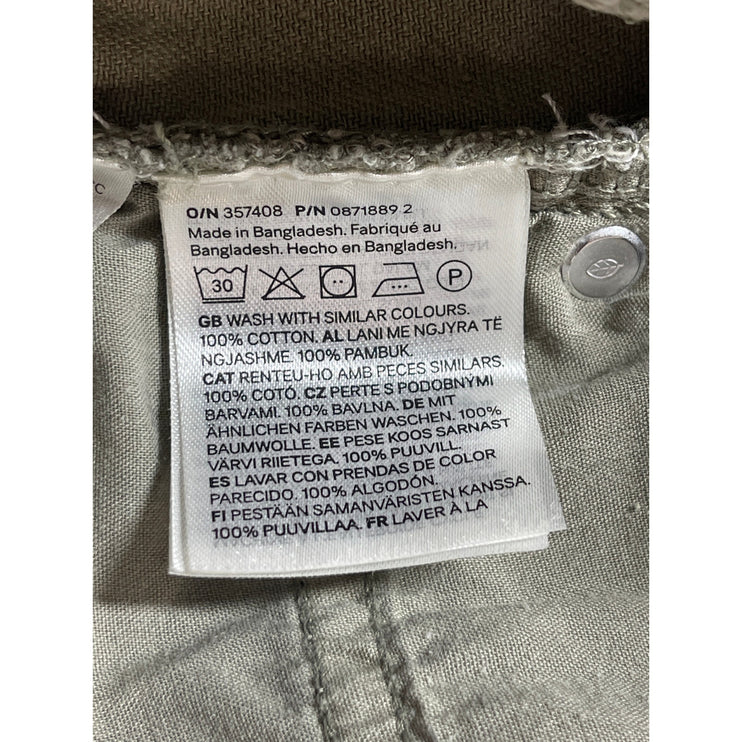 O/N 357408 P/N 0871889 2
Made in Bangladesh. Fabriqué au
Bangladesh. Hecho en Bangladesh.
30 P
GB WASH WITH SIMILAR COLOURS.
100% COTTON. AL LANI ME NGJYRA TË
NGJASHME. 100% PAMBUK.
CAT RENTEU-HO AMB PECES SIMILARS.
100% COTÓ. CZ PERTE S PODOBNÝMI
BARVAMI. 100% BAVLNA. DE MIT
ÄHNLICHEN FARBEN WASCHEN. 100%
BAUMWOLLE. EE PESE KOOS SARNAST
VÄRVI RIIETEGA. 100% PUUVILL.
ES LAVAR CON PRENDAS DE COLOR
PARECIDO. 100% ALGODÓN.
FI PESTÄÄN SAMANVÄRISTEN KANSSA.
100% PUUVILLAA. FR LAVER À LA